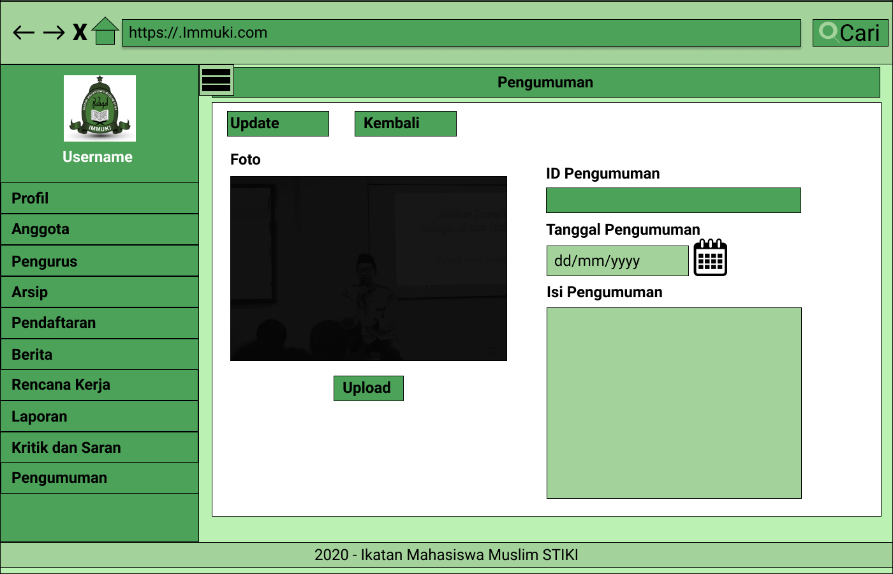 X https://.Immuki.com Cari
IMMUKI
Username
Profil
Anggota
Pengurus
Arsip
Pendaftaran
Berita
Rencana Kerja
Laporan
Kritik dan Saran
Pengumuman
Pengumuman
Update Kembali
Foto
Upload
ID Pengumuman
Tanggal Pengumuman
dd/mm/yyyy
Isi Pengumuman
2020 - Ikatan Mahasiswa Muslim STIKI